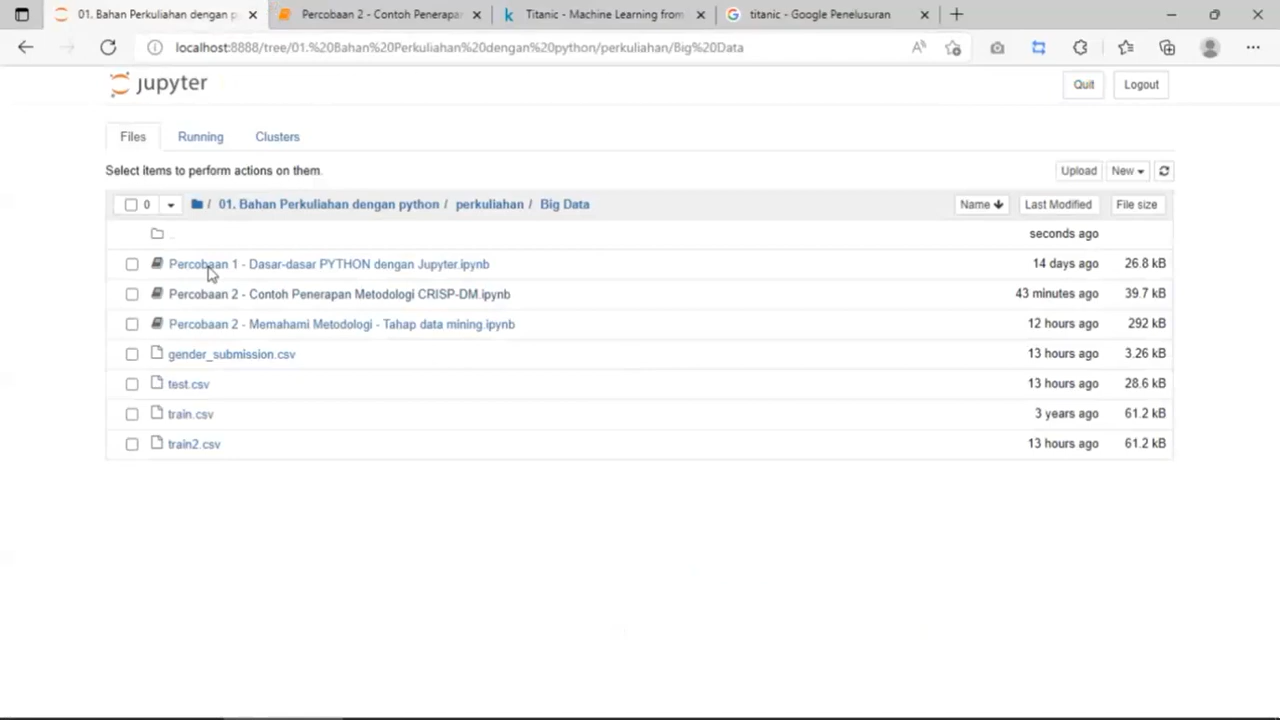 01. Bahan Perkuliahan dengan p
Percobaan 2 - Contoh Penerapa
Titanic - Machine Learning from
titanic - Google Penelusuran
localhost:8888/tree/01.%20Bahan%20Perkuliahan%20dengan%20python/perkuliahan/Big%20Data
jupyter
Quit
Logout
Files
Running
Clusters
Select items to perform actions on them.
Upload
New
0
/ 01. Bahan Perkuliahan dengan python / perkuliahan / Big Data
Name
Last Modified
File size
..
seconds ago
Percobaan 1 - Dasar-dasar PYTHON dengan Jupyter.ipynb
14 days ago
26.8 kB
Percobaan 2 - Contoh Penerapan Metodologi CRISP-DM.ipynb
43 minutes ago
39.7 kB
Percobaan 2 - Memahami Metodologi - Tahap data mining.ipynb
12 hours ago
292 kB
gender_submission.csv
13 hours ago
3.26 kB
test.csv
13 hours ago
28.6 kB
train.csv
3 years ago
61.2 kB
train2.csv
13 hours ago
61.2 kB